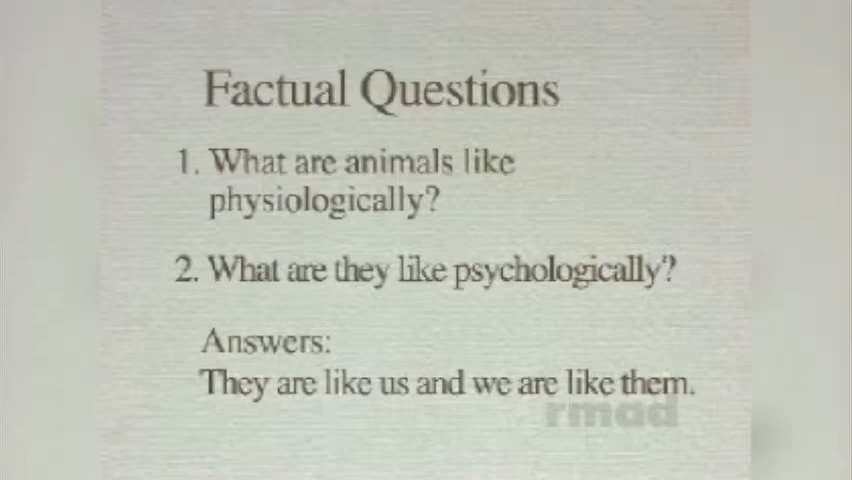 Factual Questions
1. What are animals like
physiologically?
2. What are they like psychologically?
Answers:
They are like us and we are like them.
rmad